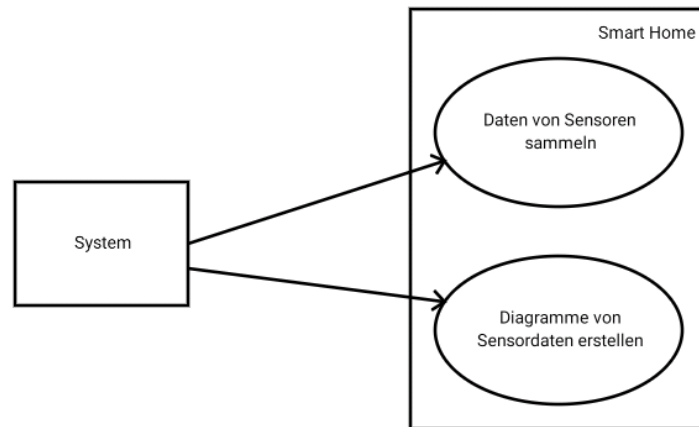 Smart Home
Daten von Sensoren
sammeln
System
Diagramme von
Sensordaten erstellen